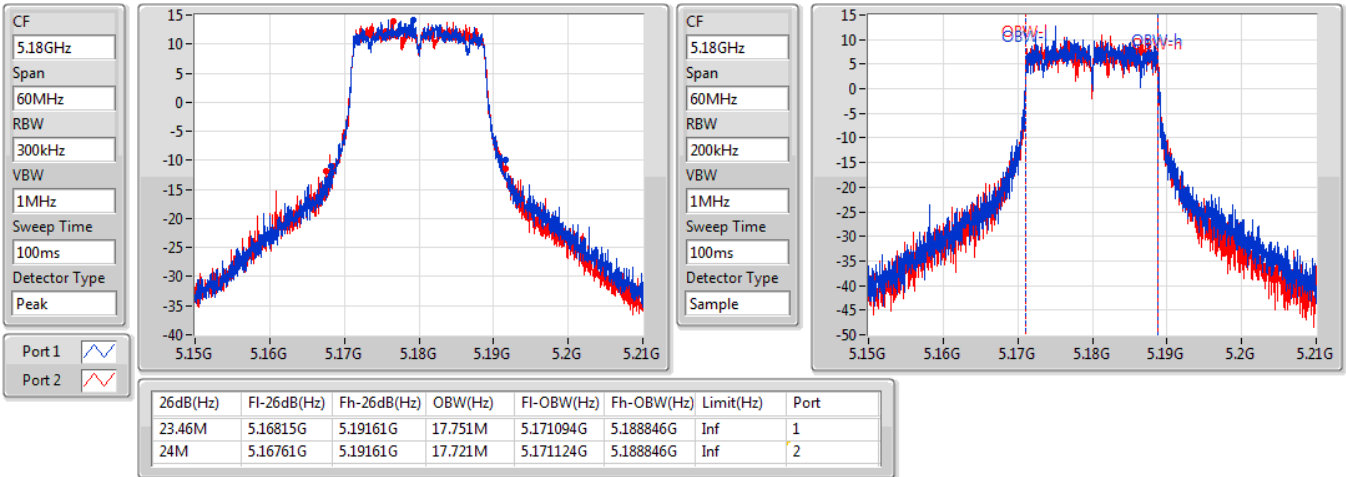 CF
5.18GHz
Span
60MHz
RBW
300kHz
VBW
1MHz
Sweep Time
100ms
Detector Type
Peak
Port 1
Port 2
15
10
5
0
-5
-10
-15
-20
-25
-30
-35
-40
5.15G 5.16G 5.17G 5.18G 5.19G 5.2G 5.21G
CF
5.18GHz
Span
60MHz
RBW
200kHz
VBW
1MHz
Sweep Time
100ms
Detector Type
Sample
15
10
5
0
-5
-10
-15
-20
-25
-30
-35
-40
-45
-50
OBW-
OBW-h
5.15G 5.16G 5.17G 5.18G 5.19G 5.2G 5.21G
26dB(Hz) Fl-26dB(Hz) Fh-26dB(Hz) OBW(Hz) Fl-OBW(Hz) Fh-OBW(Hz) Limit(Hz) Port
23.46M 5.16815G 5.19161G 17.751M 5.171094G 5.188846G Inf 1
24M 5.16761G 5.19161G 17.721M 5.171124G 5.188846G Inf 2